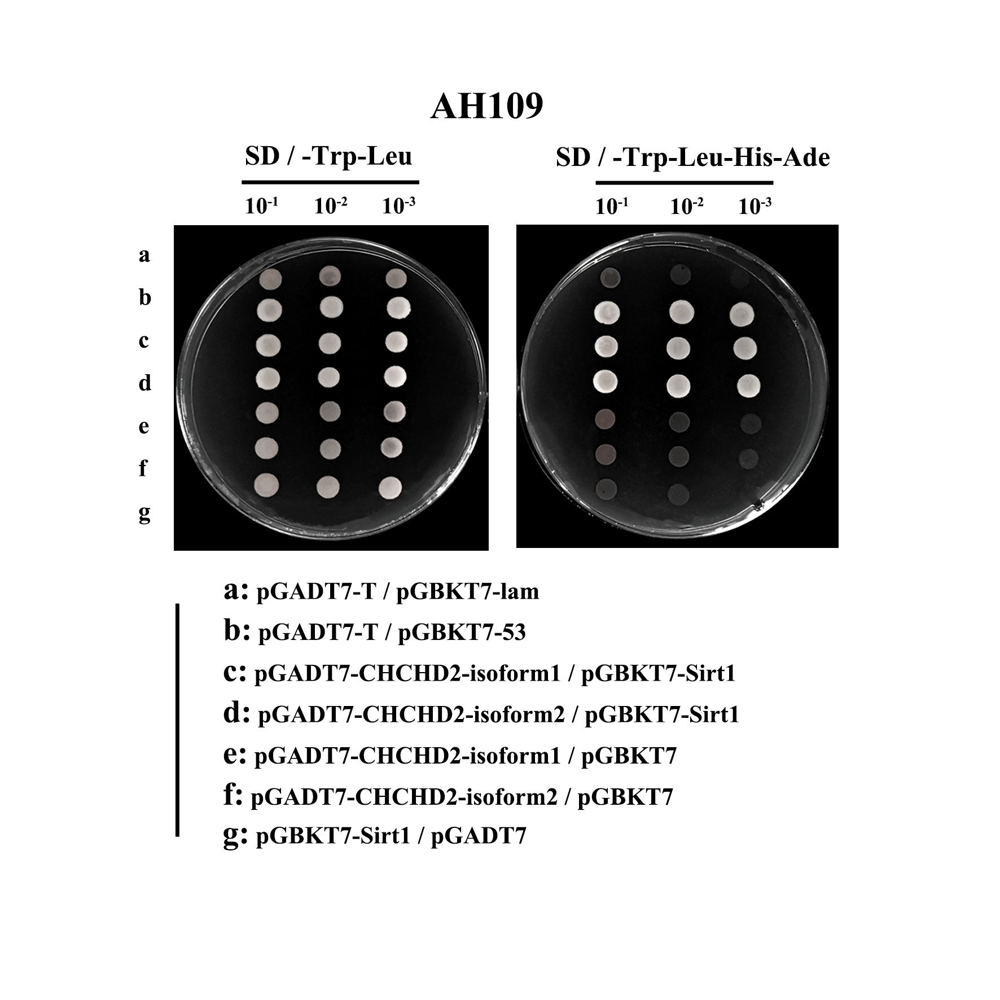 AH109
SD / -Trp-Leu SD / -Trp-Leu-His-Ade
10-1 10-2 10-3 10-1 10-2 10-3
a
b
c
d
e
f
g
a: pGADT7-T / pGBKT7-lam
b: pGADT7-T / pGBKT7-53
c: pGADT7-CHCHD2-isoform1 / pGBKT7-Sirt1
d: pGADT7-CHCHD2-isoform2 / pGBKT7-Sirt1
e: pGADT7-CHCHD2-isoform1 / pGBKT7
f: pGADT7-CHCHD2-isoform2 / pGBKT7
g: pGBKT7-Sirt1 / pGADT7